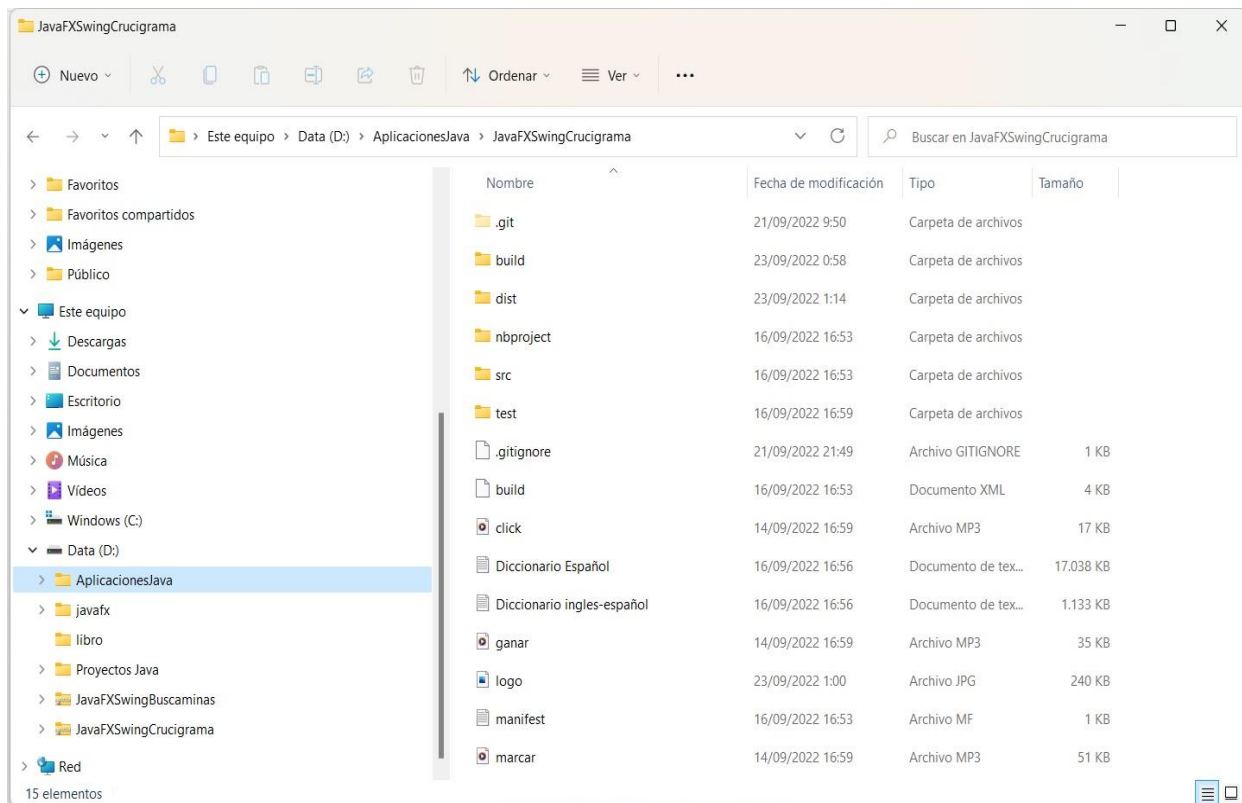 JavaFXSwingCrucigrama
Nuevo Ordenar Ver
Este equipo > Data (D:) > AplicacionesJava > JavaFXSwingCrucigrama Buscar en JavaFXSwingCrucigrama
Favoritos
Favoritos compartidos
Imágenes
Público
Este equipo
Descargas
Documentos
Escritorio
Imágenes
Música
Vídeos
Windows (C:)
Data (D:)
AplicacionesJava
javafx
libro
Proyectos Java
JavaFXSwingBuscaminas
JavaFXSwingCrucigrama
Red
Nombre Fecha de modificación Tipo Tamaño
.git 21/09/2022 9:50 Carpeta de archivos
build 23/09/2022 0:58 Carpeta de archivos
dist 23/09/2022 1:14 Carpeta de archivos
nbproject 16/09/2022 16:53 Carpeta de archivos
src 16/09/2022 16:53 Carpeta de archivos
test 16/09/2022 16:59 Carpeta de archivos
.gitignore 21/09/2022 21:49 Archivo GITIGNORE 1 KB
build 16/09/2022 16:53 Documento XML 4 KB
click 14/09/2022 16:59 Archivo MP3 17 KB
Diccionario Español 16/09/2022 16:56 Documento de tex... 17.038 KB
Diccionario ingles-español 16/09/2022 16:56 Documento de tex... 1.133 KB
ganar 14/09/2022 16:59 Archivo MP3 35 KB
logo 23/09/2022 1:00 Archivo JPG 240 KB
manifest 16/09/2022 16:53 Archivo MF 1 KB
marcar 14/09/2022 16:59 Archivo MP3 51 KB
15 elementos